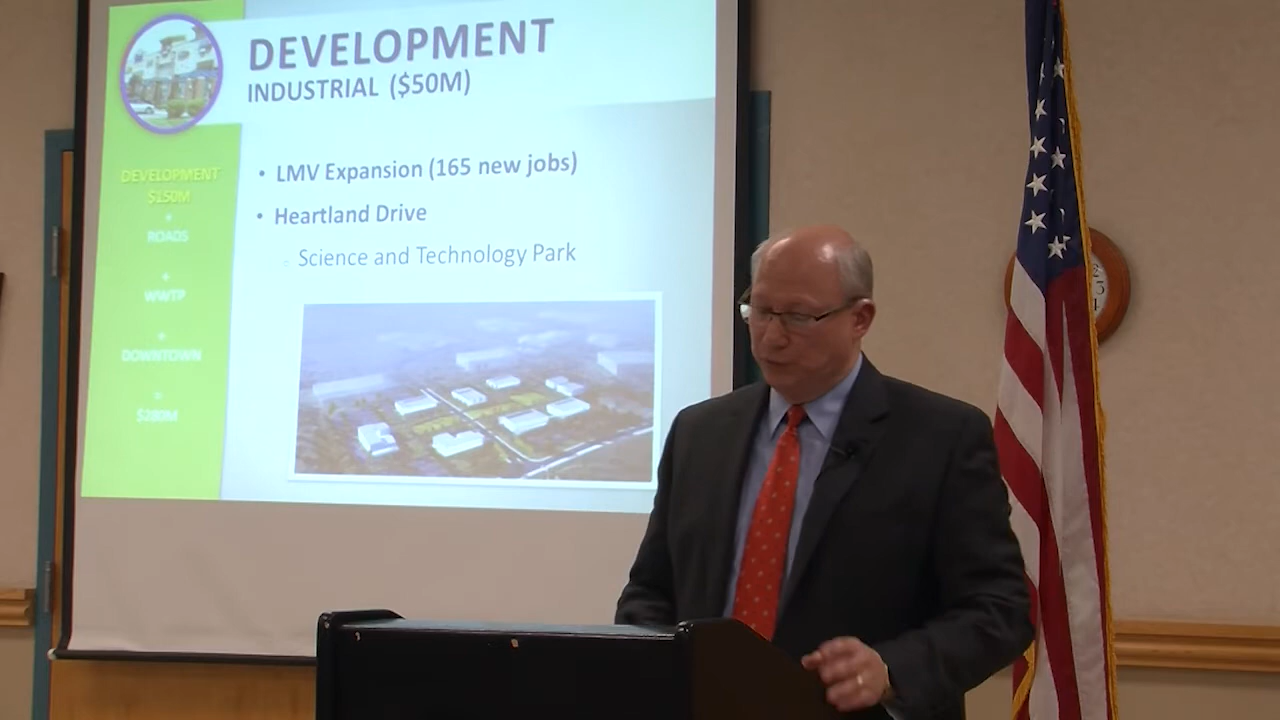 DEVELOPMENT
INDUSTRIAL ($50M)
• LMV Expansion (165 new jobs)
• Heartland Drive
Science and Technology Park
DEVELOPMENT
$150M
+
ROADS
+
WWTP
+
DOWNTOWN
=
$280M